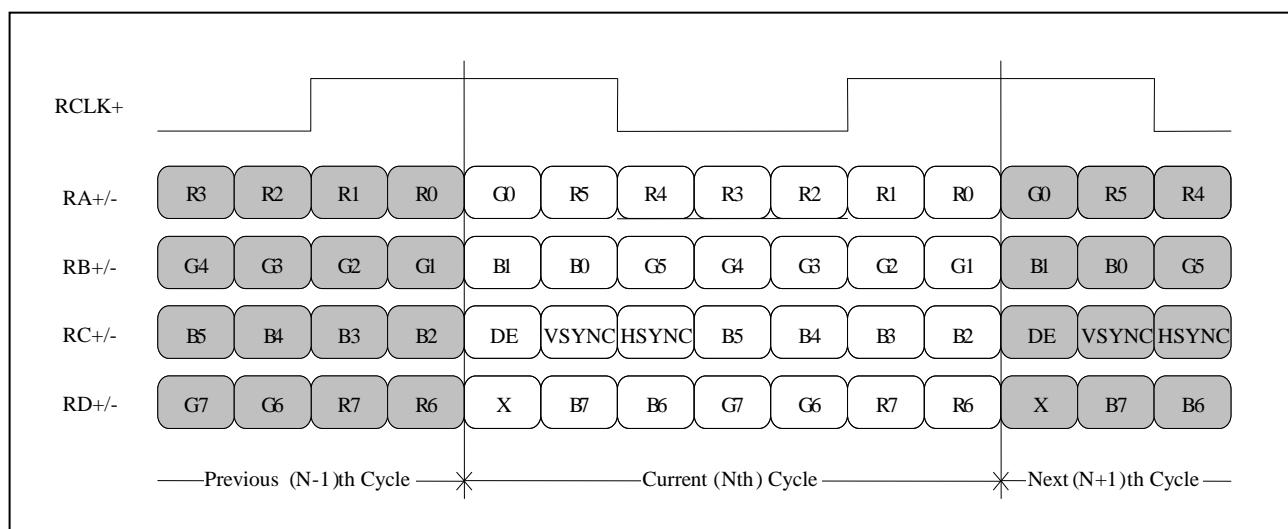 RCLK+
RA+/- R3 R2 R1 R0 G0 R5 R4 R3 R2 R1 R0 G0 R5 R4
RB+/- G4 G3 G2 G1 B1 B0 G5 G4 G3 G2 G1 B1 B0 G5
RC+/- B5 B4 B3 B2 DE VSYNC HSYNC B5 B4 B3 B2 DE VSYNC HSYNC
RD+/- G7 G6 R7 R6 X B7 B6 G7 G6 R7 R6 X B7 B6
Previous (N-1)th Cycle Current (Nth) Cycle Next (N+1)th Cycle